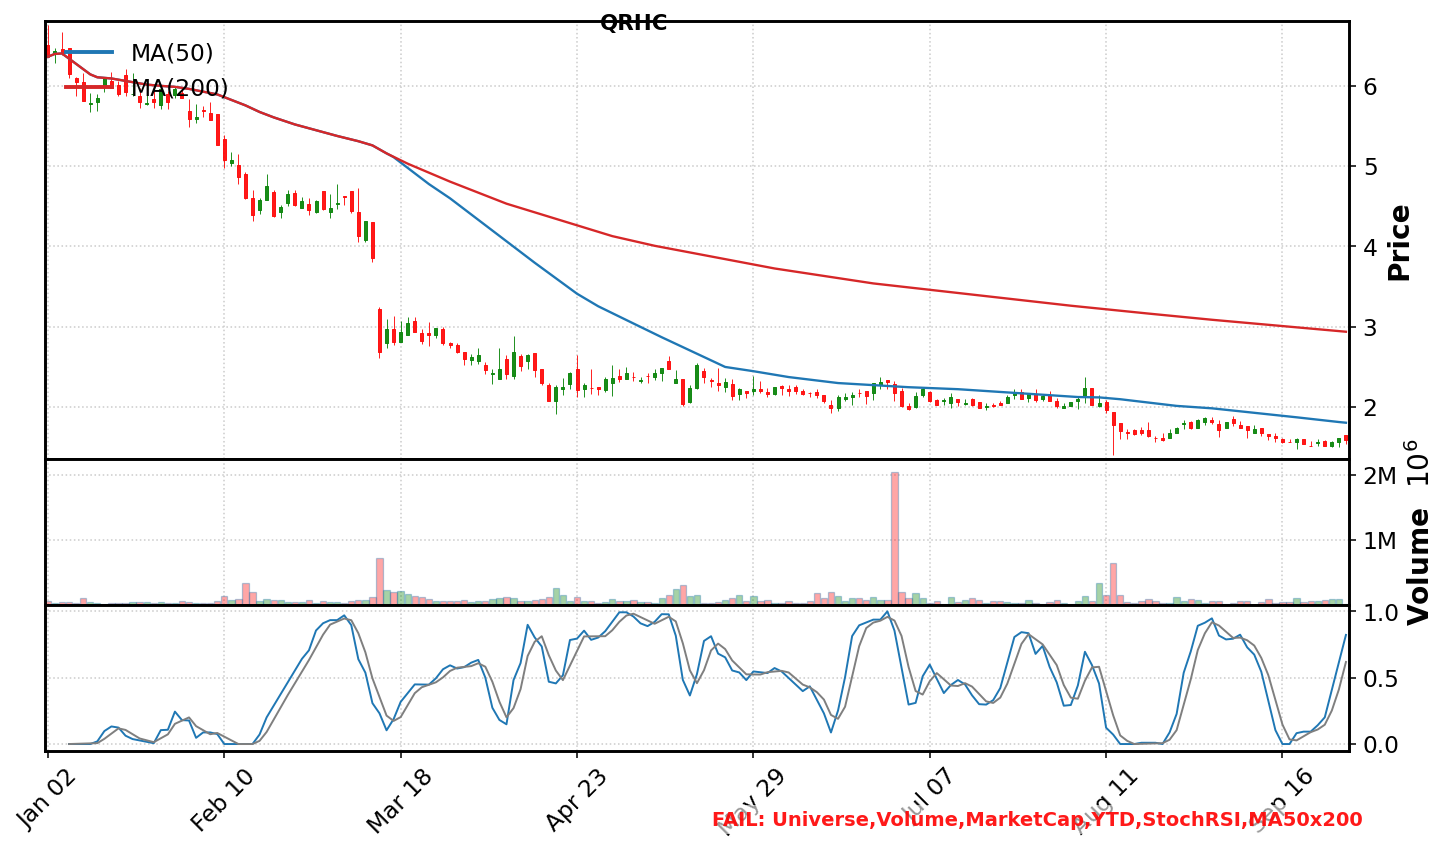 QRHC
MA(50)
MA(200)
6
5
4
3
2
Price
2M
1M
Volume 10^6
1.0
0.5
0.0
Jan 02
Feb 10
Mar 18
Apr 23
May 29
Jul 07
Aug 11
Sep 16
FAIL: Universe,Volume,MarketCap,YTD,StochRSI,MA50x200